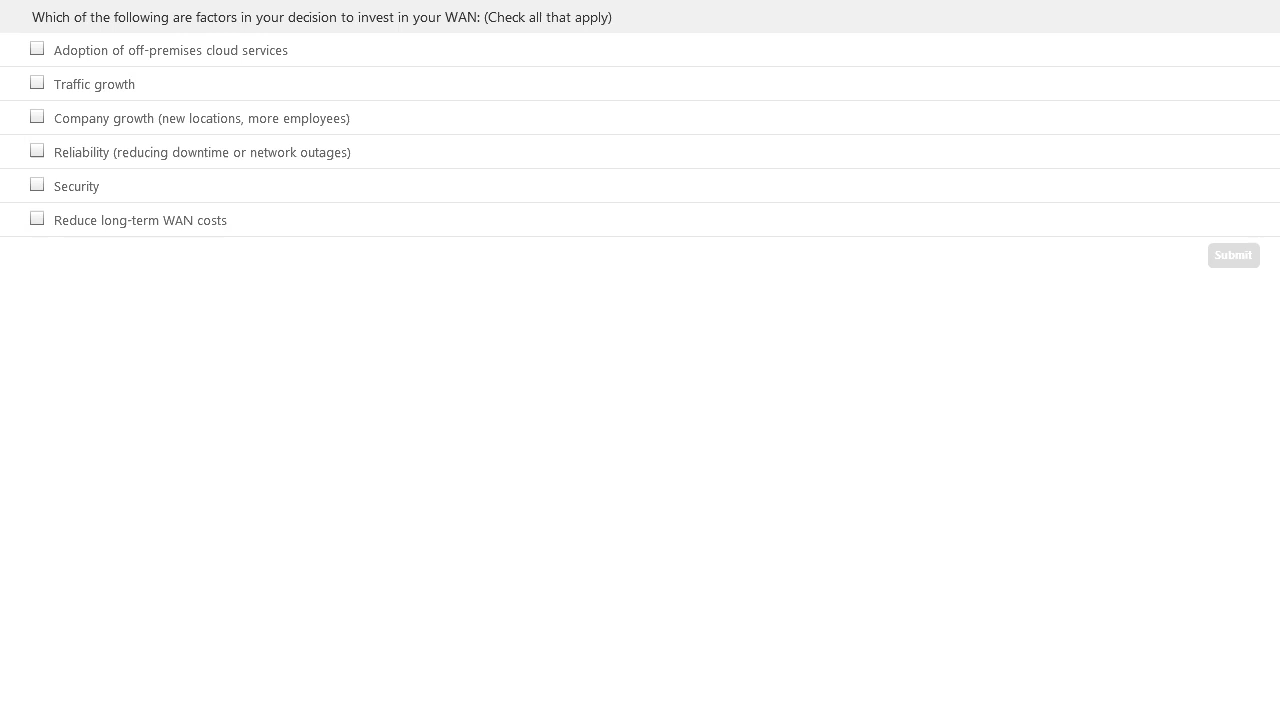 Which of the following are factors in your decision to invest in your WAN: (Check all that apply)
Adoption of off-premises cloud services
Traffic growth
Company growth (new locations, more employees)
Reliability (reducing downtime or network outages)
Security
Reduce long-term WAN costs
Submit